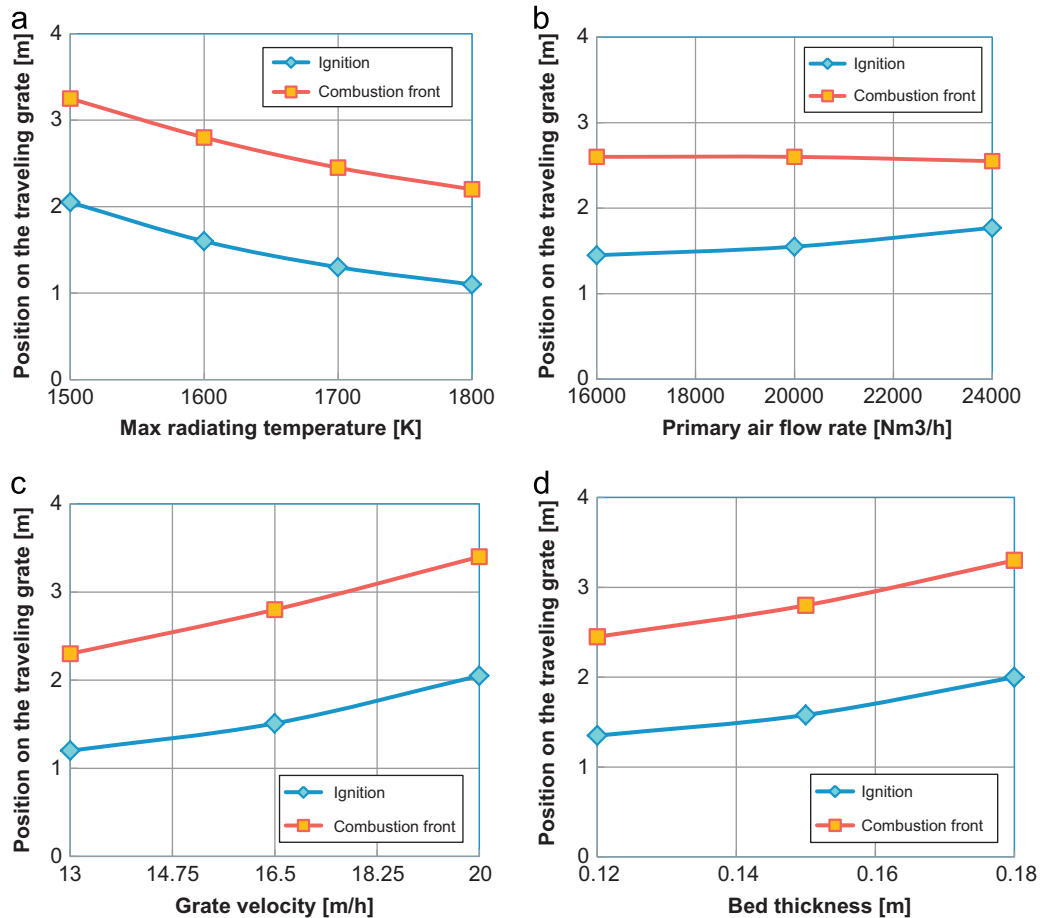 a
Position on the traveling grate [m]
4
3
2
1
0
Ignition
Combustion front
1500
1600
1700
1800
Max radiating temperature [K]
b
Position on the traveling grate [m]
4
3
2
1
0
Ignition
Combustion front
16000
18000
20000
22000
24000
Primary air flow rate [Nm3/h]
c
Position on the traveling grate [m]
4
3
2
1
0
Ignition
Combustion front
13
14.75
16.5
18.25
20
Grate velocity [m/h]
d
Position on the traveling grate [m]
4
3
2
1
0
Ignition
Combustion front
0.12
0.14
0.16
0.18
Bed thickness [m]